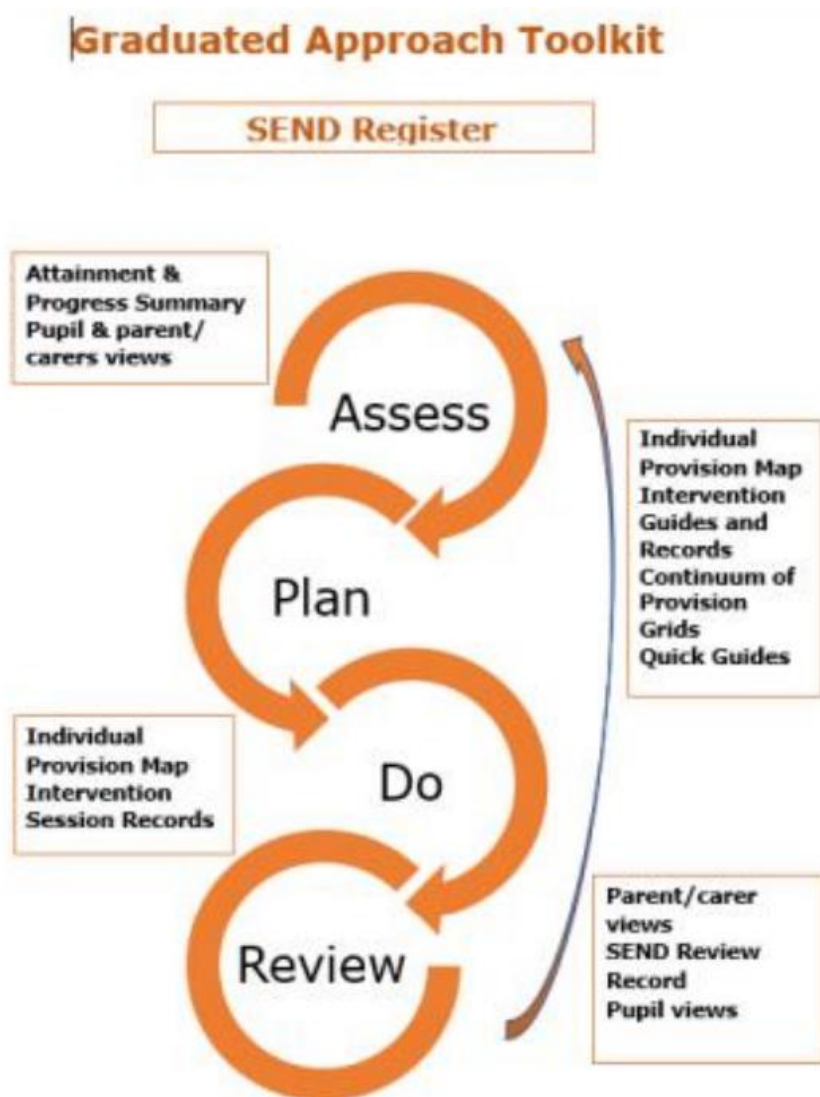 Graduated Approach Toolkit
SEND Register
Attainment &
Progress Summary
Pupil & parent/
carers views
Assess
Individual
Provision Map
Intervention
Guides and
Records
Continuum of
Provision
Grids
Quick Guides
Plan
Individual
Provision Map
Intervention
Session Records
Do
Parent/carer
views
SEND Review
Record
Pupil views
Review